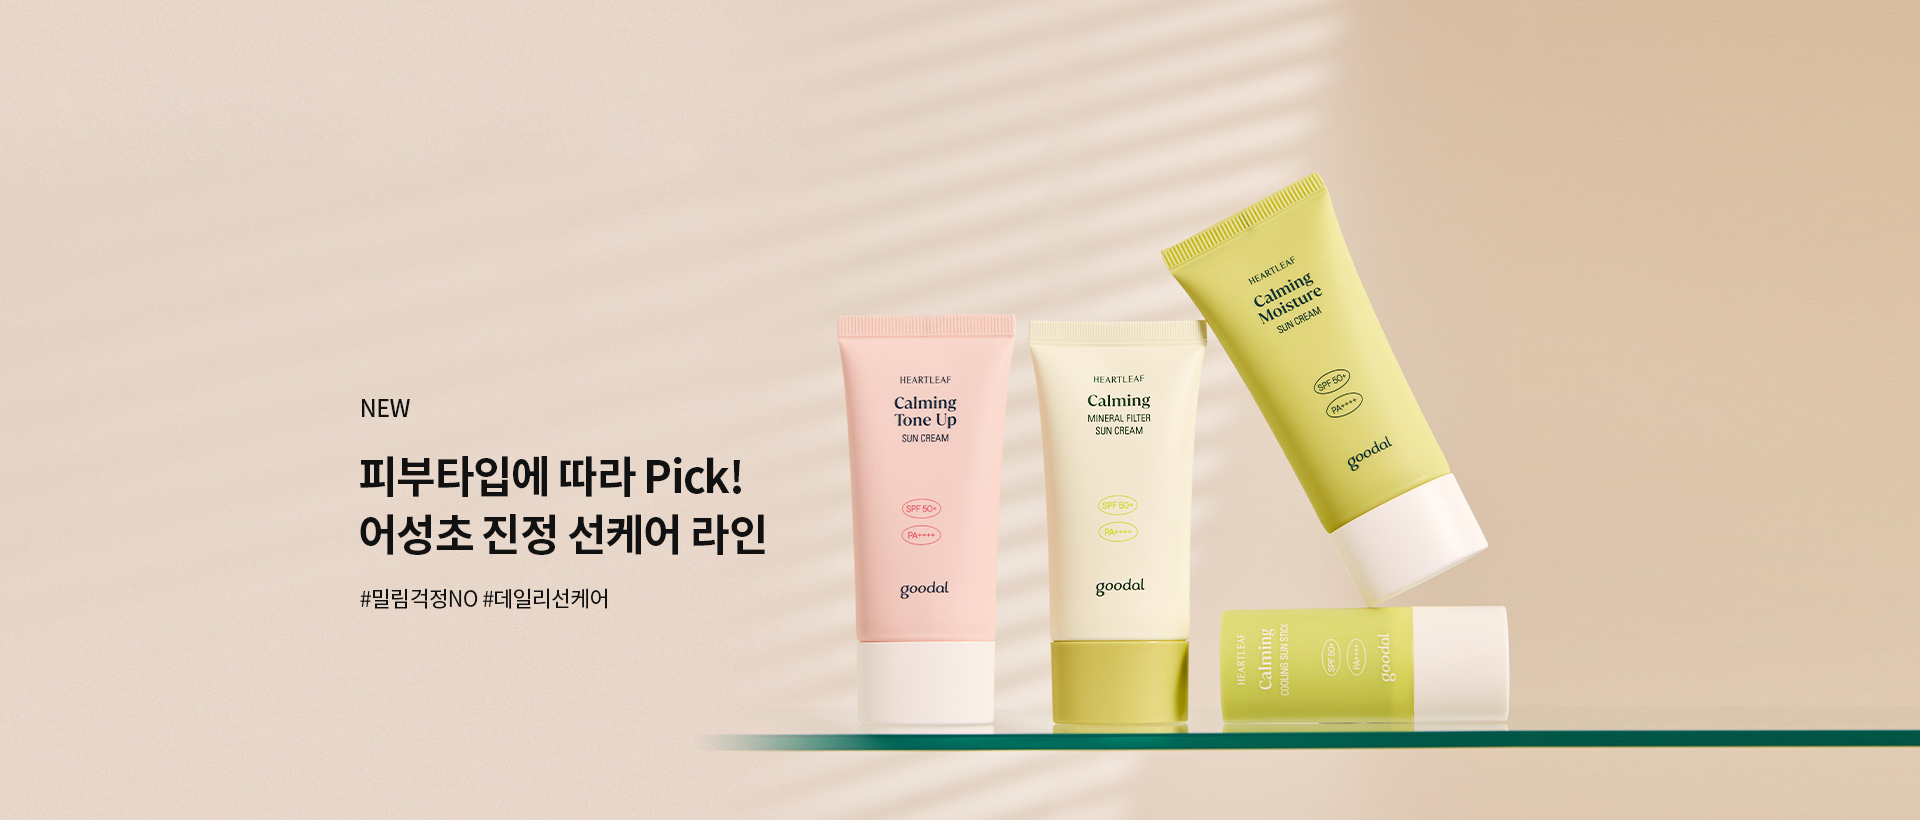 NEW
피부타입에 따라 Pick!
어성초 진정 선케어 라인
#밀림걱정NO #데일리선케어
HEARTLEAF
Calming
Tone Up
SUN CREAM
SPF 50+
PA++++
goodal
HEARTLEAF
Calming
MINERAL FILTER
SUN CREAM
SPF 50+
PA++++
goodal
HEARTLEAF
Calming
Moisture
SUN CREAM
SPF 50+
PA++++
goodal
HEARTLEAF
Calming
COOLING SUN STICK
SPF 50+
PA++++
goodal